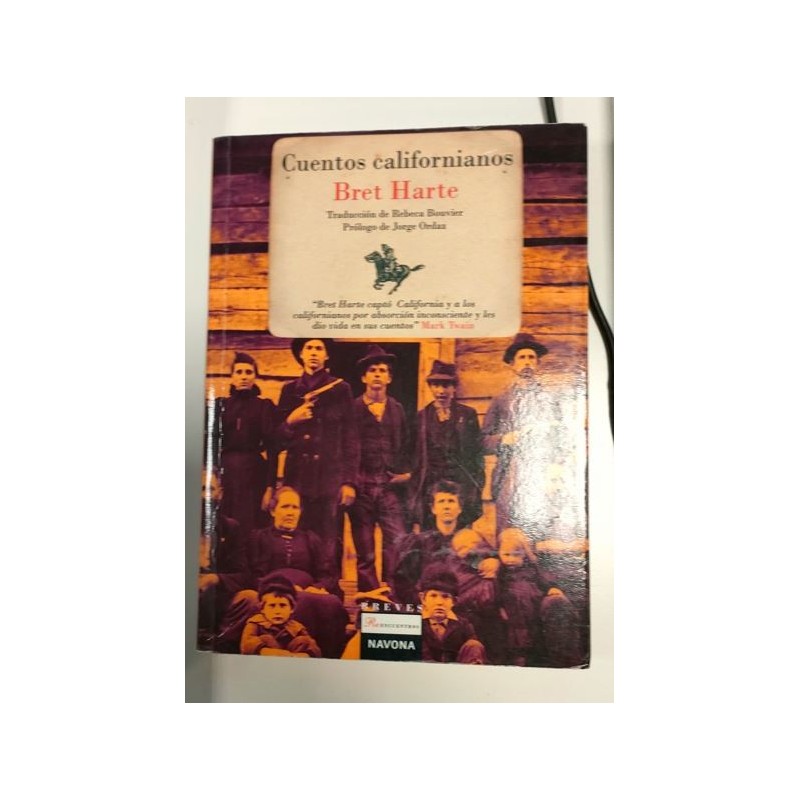 Cuentos californianos
Bret Harte
Traducción de Rebeca Bouvier
Prólogo de Jorge Ordaz
"Bret Harte captó California y a los
californianos por absorción inconsciente y les
dio vida en sus cuentos" Mark Twain
BREVES
Reencuentros
NAVONA